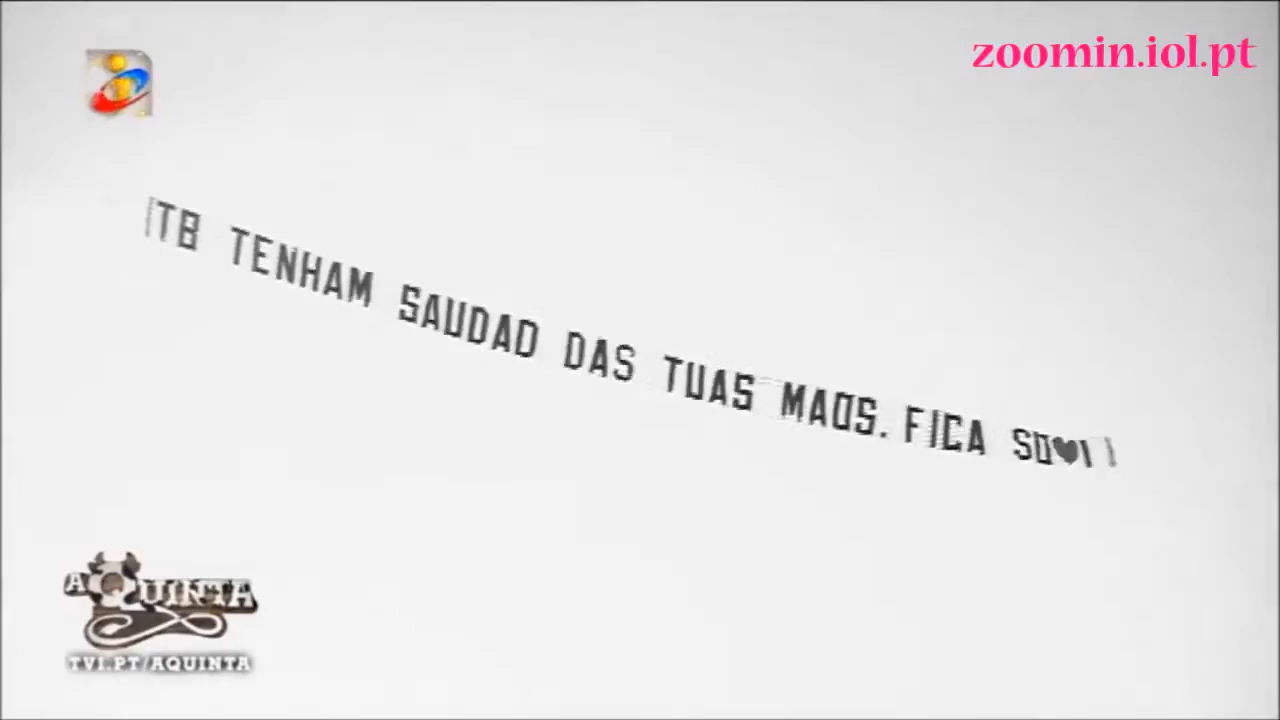 zoomin.iol.pt
TB TENHAM SAUDAD DAS TUAS MAOS. FICA SO♥
A QUINTA
TVI.PT/AQUINTA